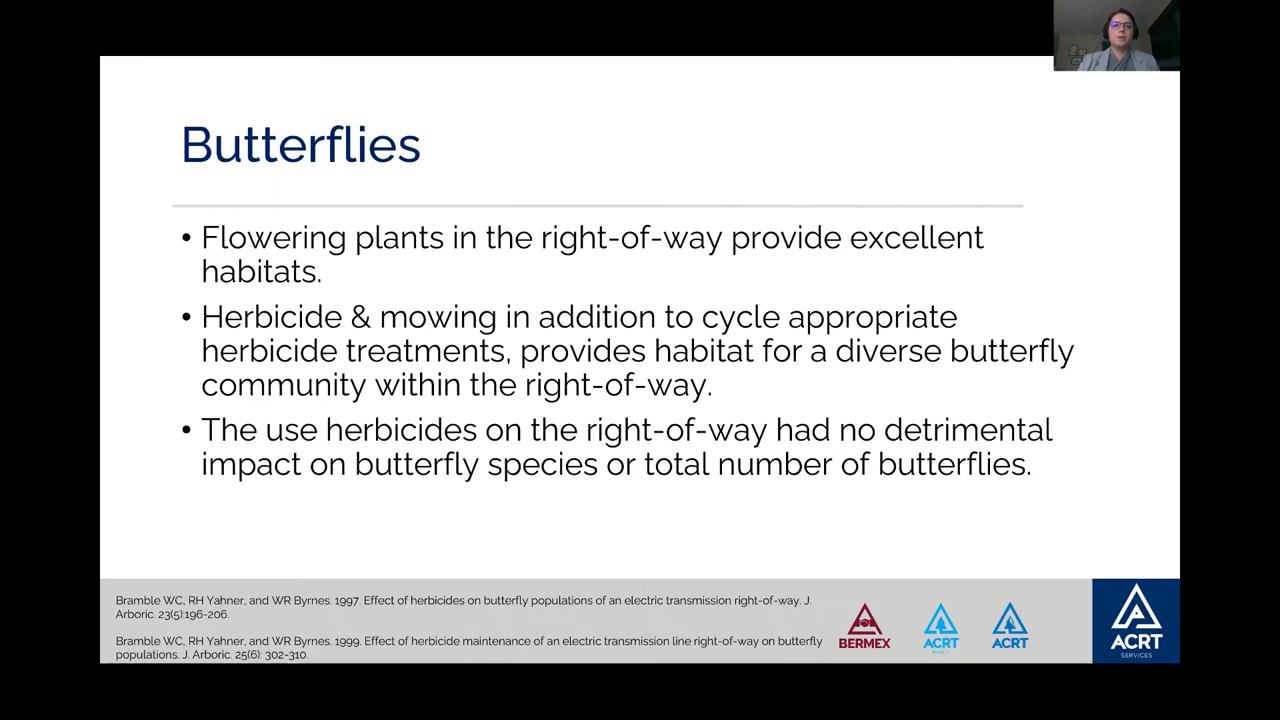 Butterflies
• Flowering plants in the right-of-way provide excellent
habitats.
• Herbicide & mowing in addition to cycle appropriate
herbicide treatments, provides habitat for a diverse butterfly
community within the right-of-way.
• The use herbicides on the right-of-way had no detrimental
impact on butterfly species or total number of butterflies.
Bramble WC, RH Yahner, and WR Byrnes. 1997. Effect of herbicides on butterfly populations of an electric transmission right-of-way. J.
Arboric. 23(5):196-206.
Bramble WC, RH Yahner, and WR Byrnes. 1999. Effect of herbicide maintenance of an electric transmission line right-of-way on butterfly
populations. J. Arboric. 25(6): 302-310.
BERMEX
ACRT
ACRT
ACRT
SERVICES